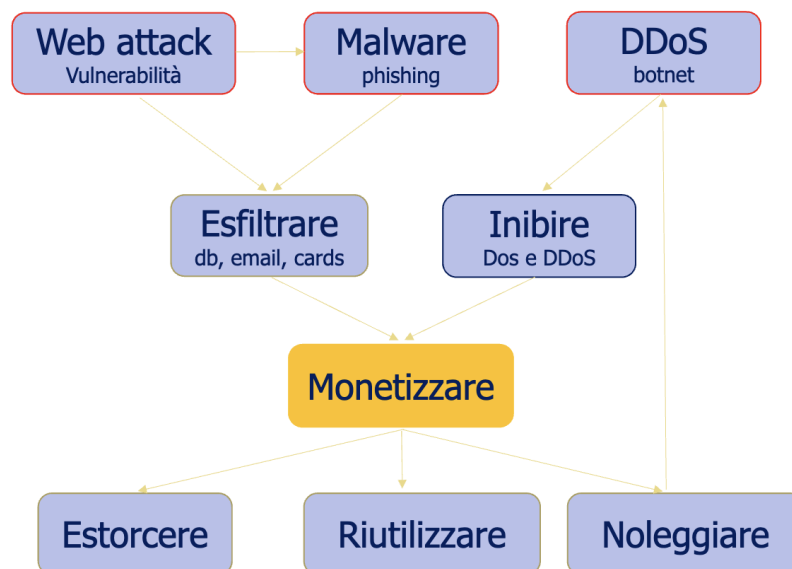 Web attack
Vulnerabilità
Malware
phishing
DDoS
botnet
Esfiltrare
db, email, cards
Inibire
Dos e DDoS
Monetizzare
Estorcere
Riutilizzare
Noleggiare